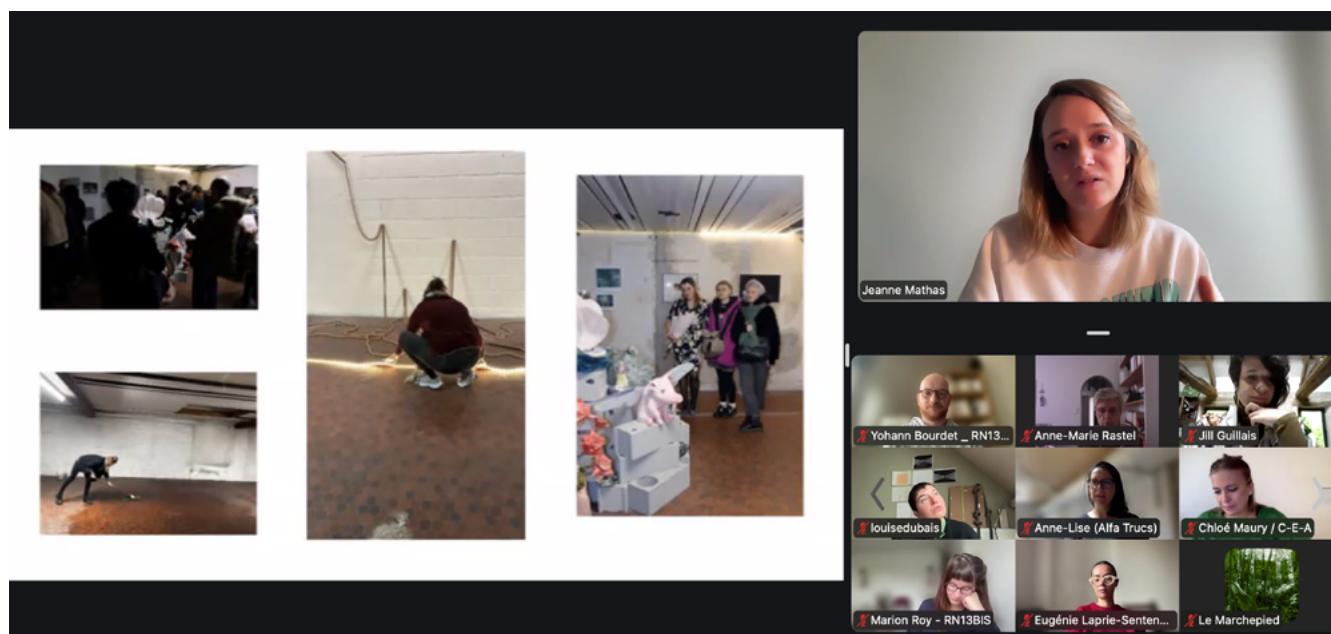 Jeanne Mathas
Yohann Bourdet _ RN13...
Anne-Marie Rastel
Jill Guillais
louisedubais
Anne-Lise (Alfa Trucs)
Chloé Maury / C-E-A
Marion Roy - RN13BIS
Eugénie Laprie-Senten...
Le Marchepied